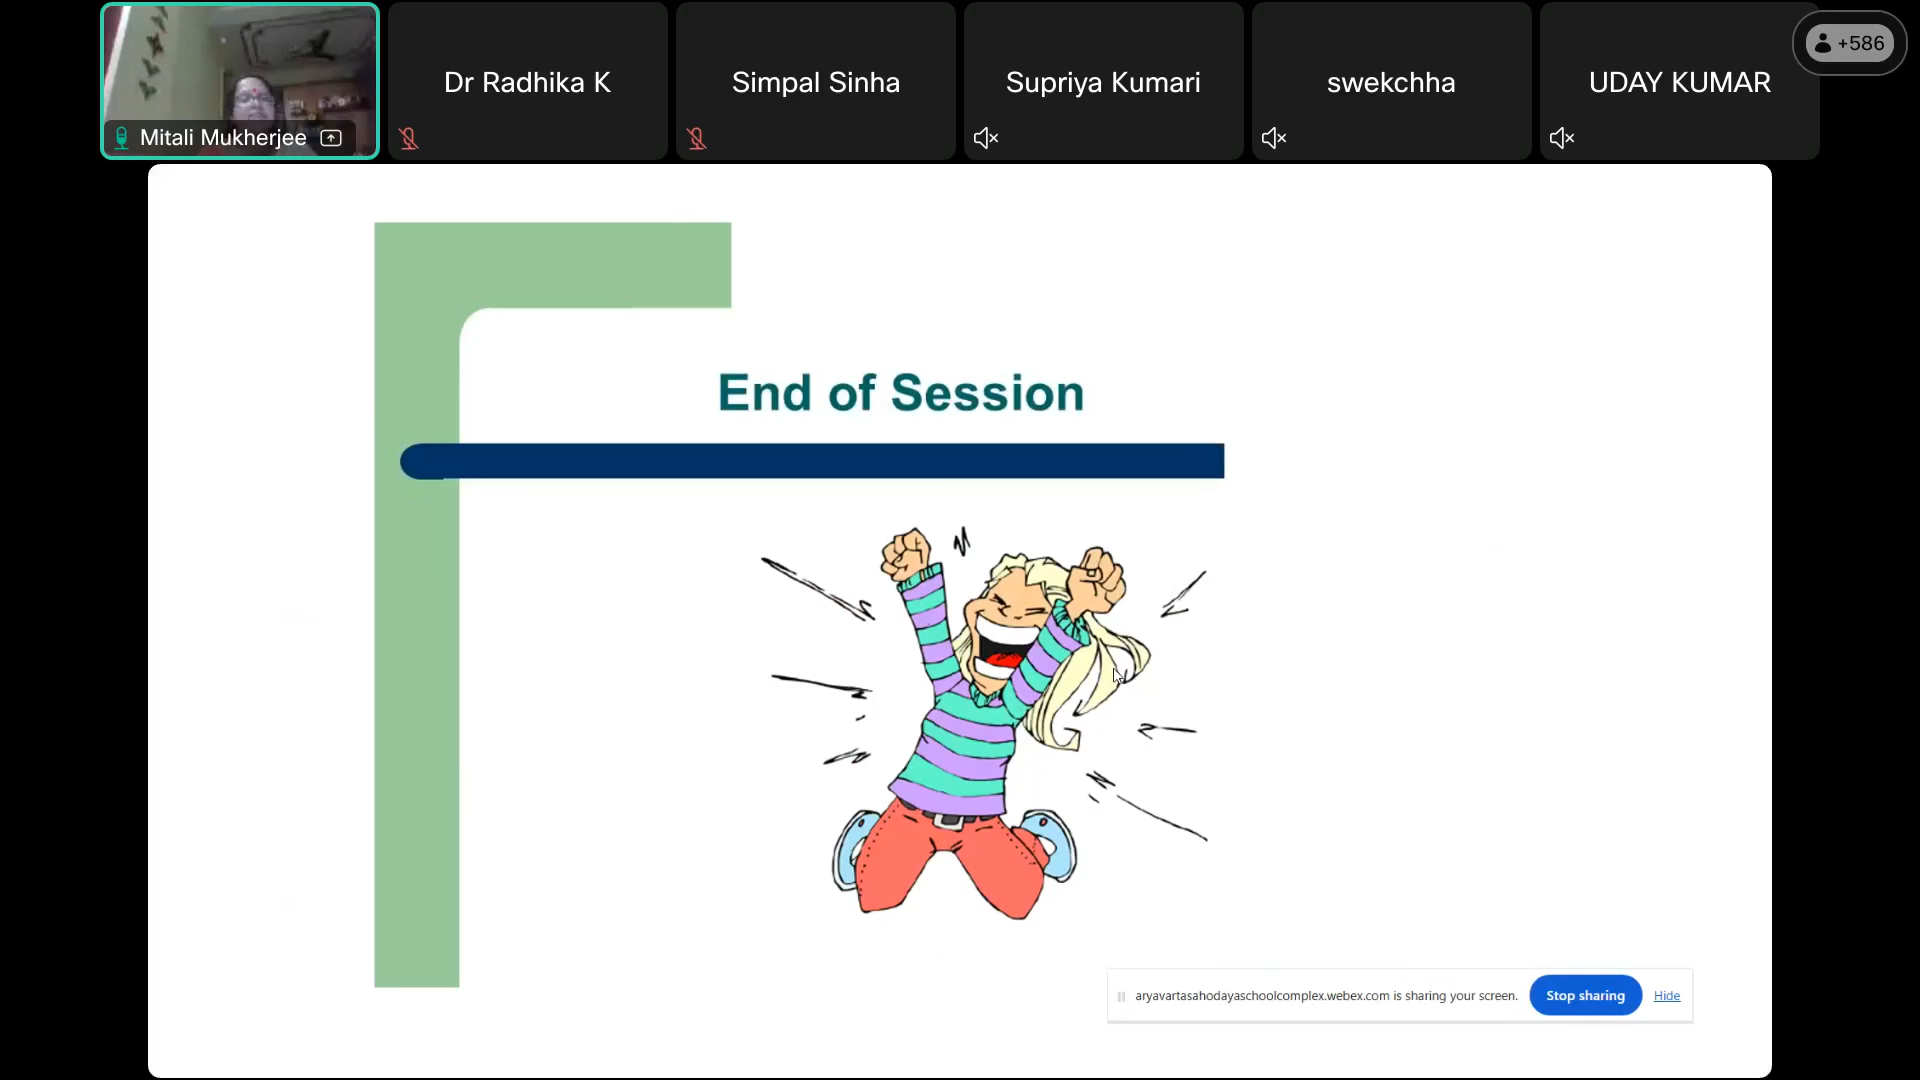 Mitali Mukherjee
Dr Radhika K
Simpal Sinha
Supriya Kumari
swekchha
UDAY KUMAR
+586
End of Session
aryavartasahodayaschoolcomplex.webex.com is sharing your screen.
Stop sharing
Hide